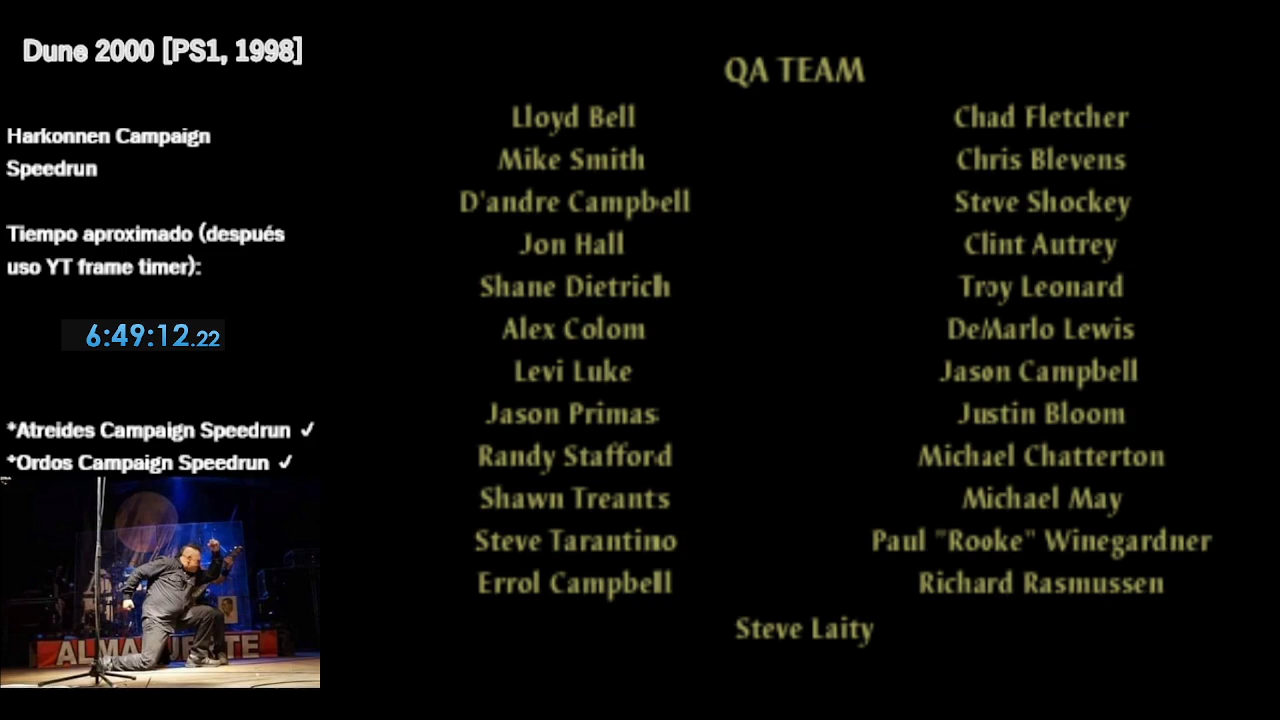 Dune 2000 [PS1, 1998]
Harkonnen Campaign
Speedrun
Tiempo aproximado (después
uso YT frame timer):
6:49:12.22
*Atreides Campaign Speedrun ✓
*Ordos Campaign Speedrun ✓
QA TEAM
Lloyd Bell
Chad Fletcher
Mike Smith
Chris Blevens
D'andre Campbell
Steve Shockey
Jon Hall
Clint Autrey
Shane Dietrich
Troy Leonard
Alex Colom
DeMarlo Lewis
Levi Luke
Jason Campbell
Jason Primas
Justin Bloom
Randy Stafford
Michael Chatterton
Shawn Treants
Michael May
Steve Tarantino
Paul "Rooke" Winegardner
Errol Campbell
Richard Rasmussen
Steve Laity